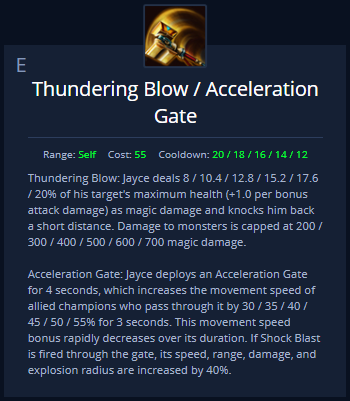 E
Thundering Blow / Acceleration
Gate
Range: Self Cost: 55 Cooldown: 20 / 18 / 16 / 14 / 12
Thundering Blow: Jayce deals 8 / 10.4 / 12.8 / 15.2 / 17.6
/ 20% of his target's maximum health (+1.0 per bonus
attack damage) as magic damage and knocks him back
a short distance. Damage to monsters is capped at 200 /
300 / 400 / 500 / 600 / 700 magic damage.
Acceleration Gate: Jayce deploys an Acceleration Gate
for 4 seconds, which increases the movement speed of
allied champions who pass through it by 30 / 35 / 40 /
45 / 50 / 55% for 3 seconds. This movement speed
bonus rapidly decreases over its duration. If Shock Blast
is fired through the gate, its speed, range, damage, and
explosion radius are increased by 40%.